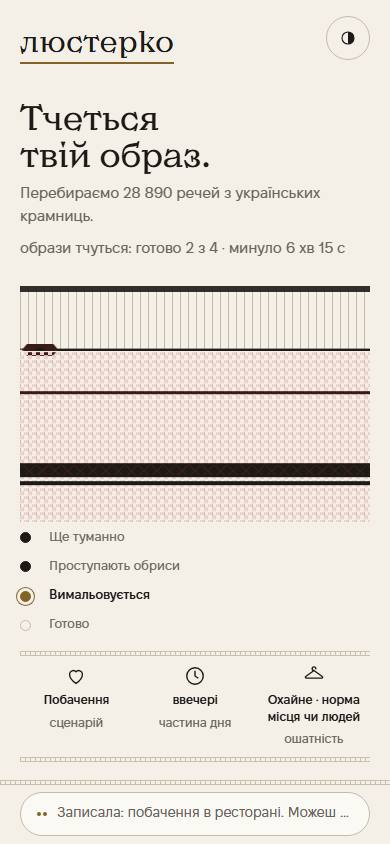 люстерко
Тчеться
твій образ.
Перебираємо 28 890 речей з українських
крамниць.
образи тчуться: готово 2 з 4 · минуло 6 хв 15 с
Ще туманно
Проступають обриси
Вимальовується
Готово
Побачення
сценарій
ввечері
частина дня
Охайне · норма
місця чи людей
ошатність
Записала: побачення в ресторані. Можеш ...